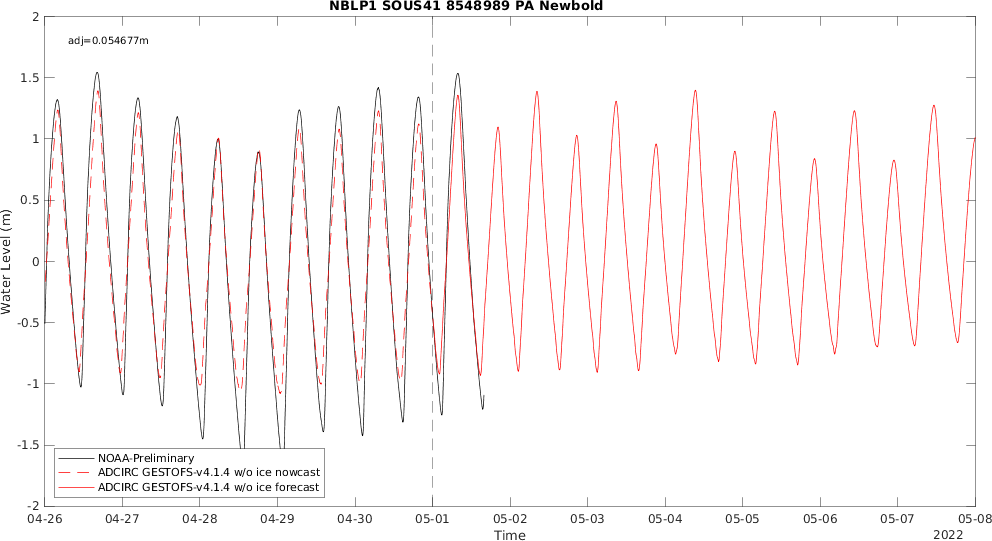 NBLP1 SOUS41 8548989 PA Newbold
adj=0.054677m
2
1.5
1
0.5
0
-0.5
-1
-1.5
-2
Water Level (m)
NOAA-Preliminary
ADCIRC GESTOFS-v4.1.4 w/o ice nowcast
ADCIRC GESTOFS-v4.1.4 w/o ice forecast
04-26 04-27 04-28 04-29 04-30 05-01 05-02 05-03 05-04 05-05 05-06 05-07 05-08
Time
2022